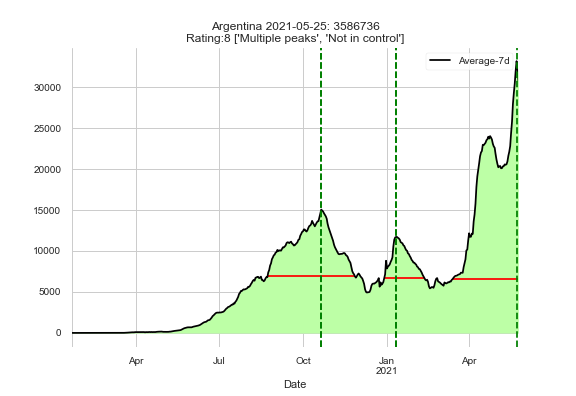 Argentina 2021-05-25: 3586736
Rating:8 ['Multiple peaks', 'Not in control']
Average-7d
30000
25000
20000
15000
10000
5000
0
Apr
Jul
Oct
Jan
2021
Apr
Date